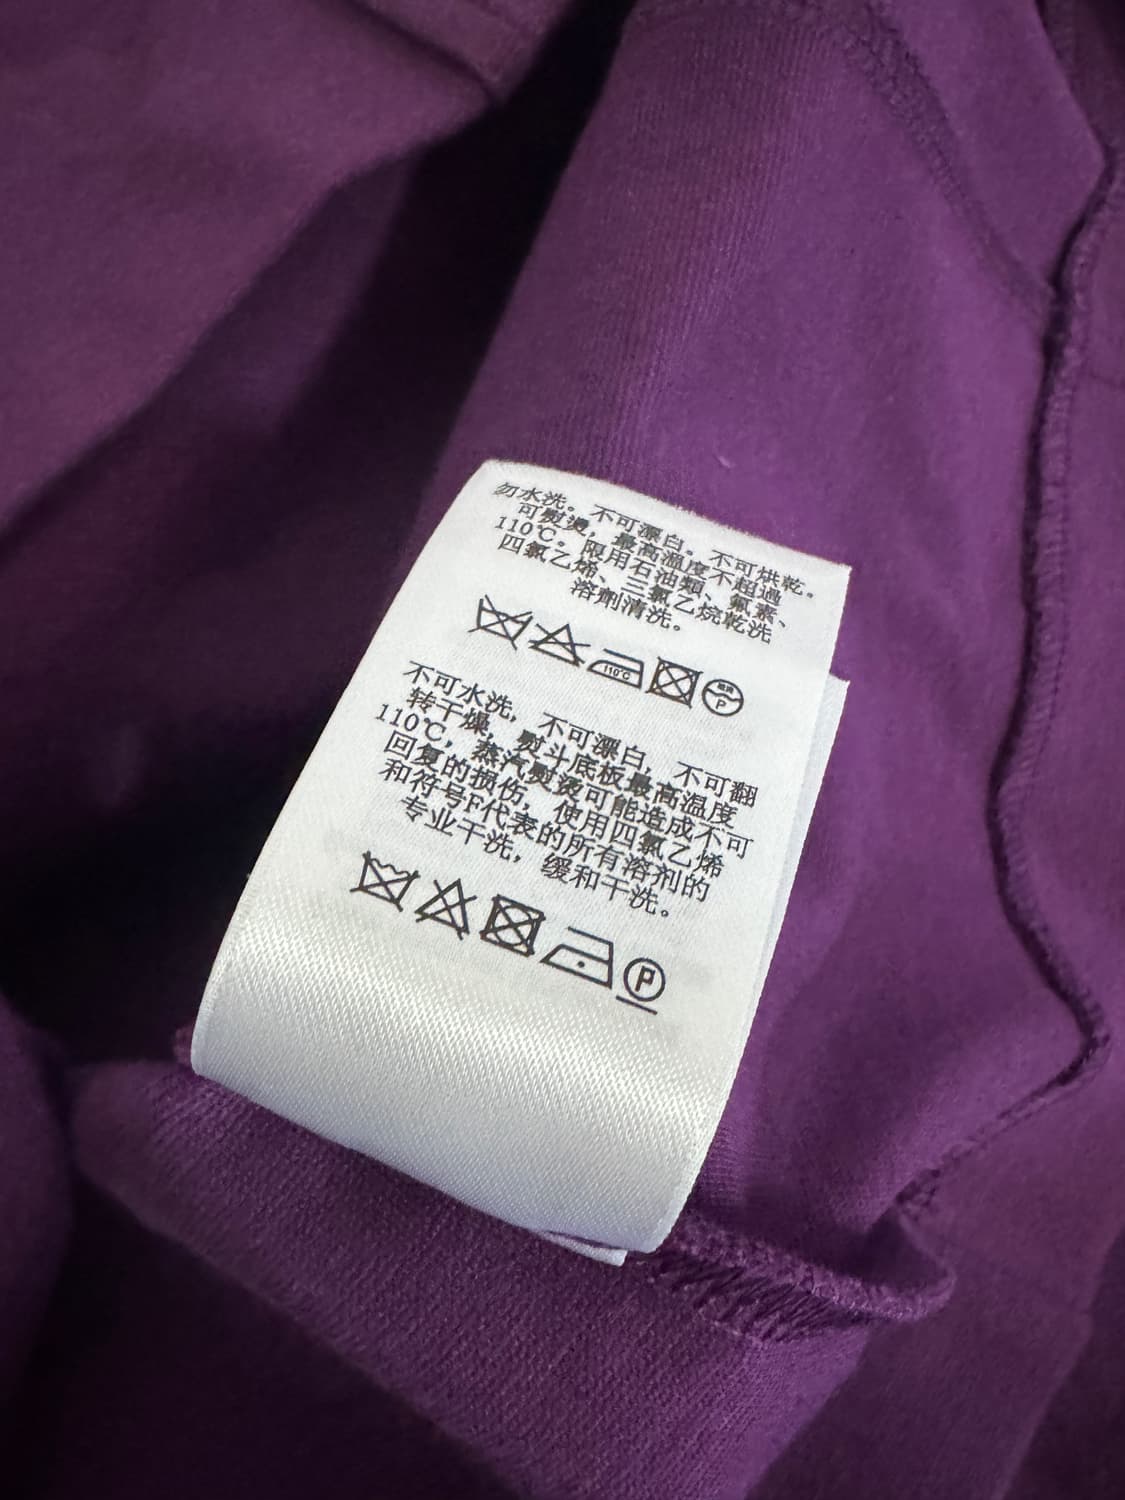 勿水洗。不可漂白。不可烘乾。
可熨燙，最高溫度不超過
110℃。限用石油類、氟素、
四氯乙烯、三氯乙烷乾洗
溶劑清洗。
110℃
P
不可水洗，不可漂白，不可翻
转干燥，熨斗底板最高温度
110℃，蒸汽熨烫可能造成不可
回复的损伤，使用四氯乙烯
和符号F代表的所有溶剂的
专业干洗，缓和干洗。
P